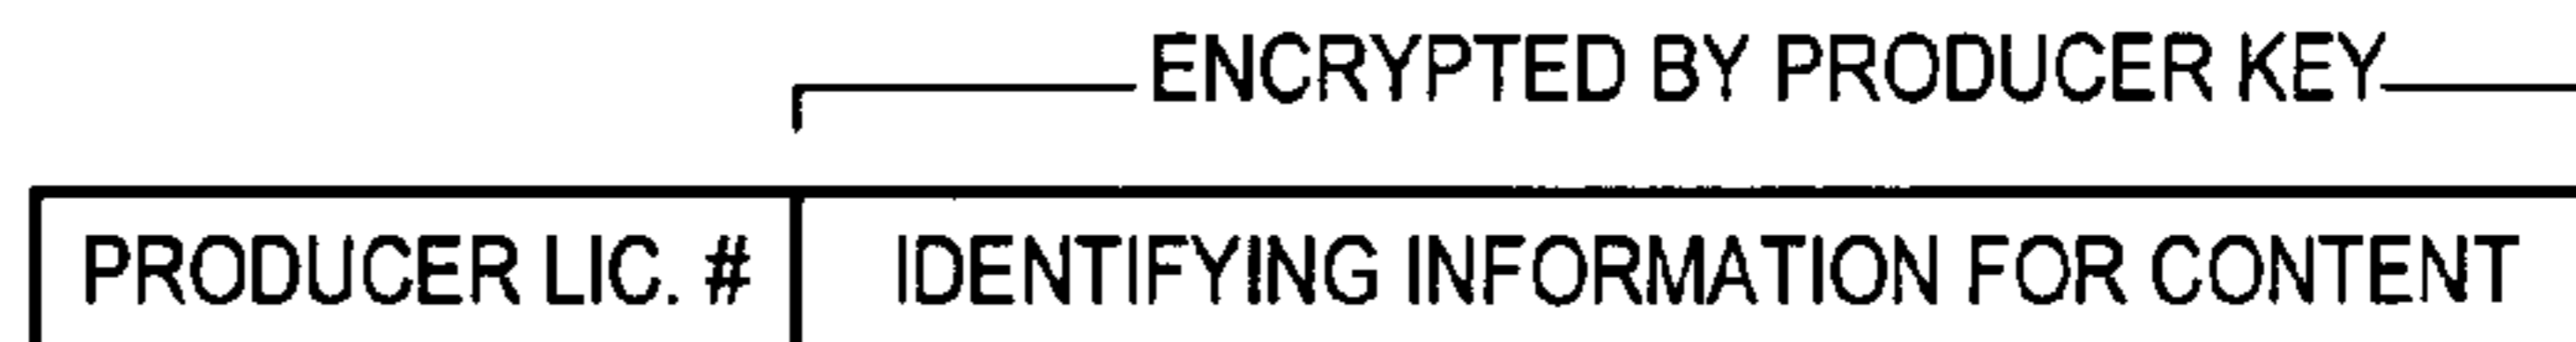 ENCRYPTED BY PRODUCER KEY
PRODUCER LIC. # IDENTIFYING INFORMATION FOR CONTENT